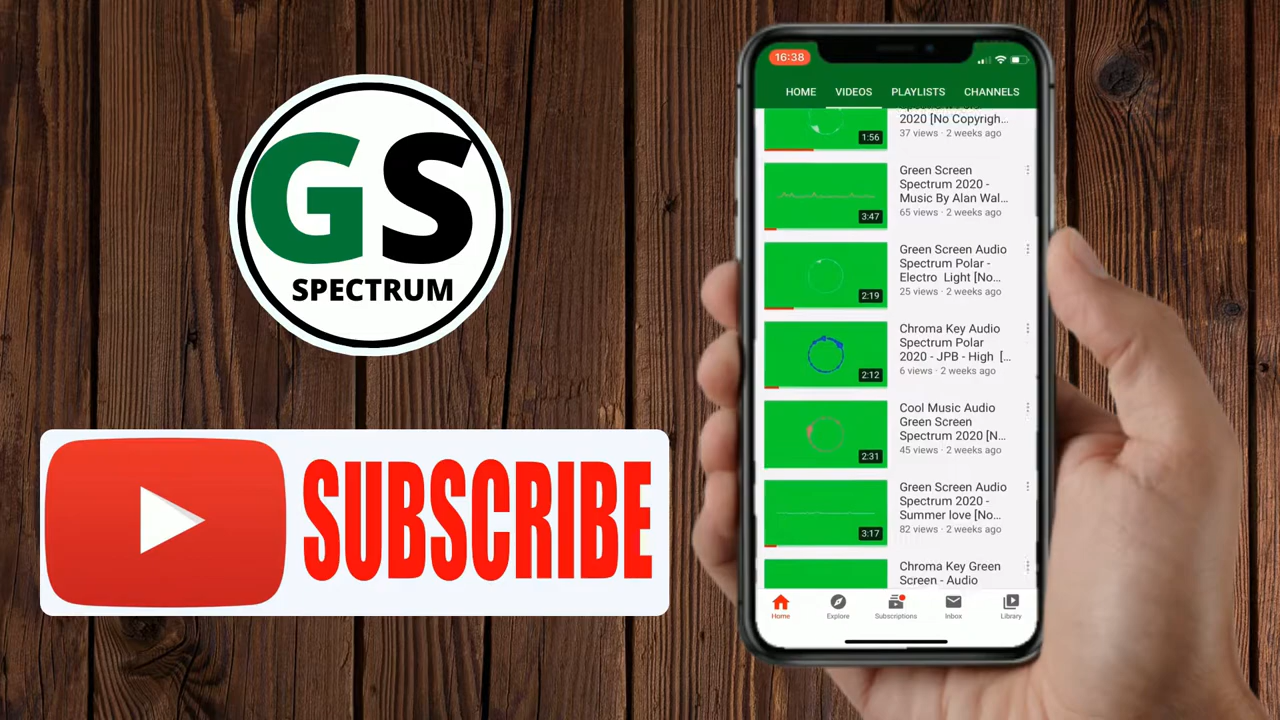 GS
SPECTRUM
SUBSCRIBE
16:38
HOME VIDEOS PLAYLISTS CHANNELS
2020 [No Copyrigh...
37 views · 2 weeks ago
1:56
Green Screen
Spectrum 2020 -
Music By Alan Wal...
65 views · 2 weeks ago
3:47
Green Screen Audio
Spectrum Polar -
Electro Light [No...
25 views · 2 weeks ago
2:19
Chroma Key Audio
Spectrum Polar
2020 - JPB - High [...
6 views · 2 weeks ago
2:12
Cool Music Audio
Green Screen
Spectrum 2020 [N...
45 views · 2 weeks ago
2:31
Green Screen Audio
Spectrum 2020 -
Summer love [No...
82 views · 2 weeks ago
3:17
Chroma Key Green
Screen - Audio
Home Explore Subscriptions Inbox Library